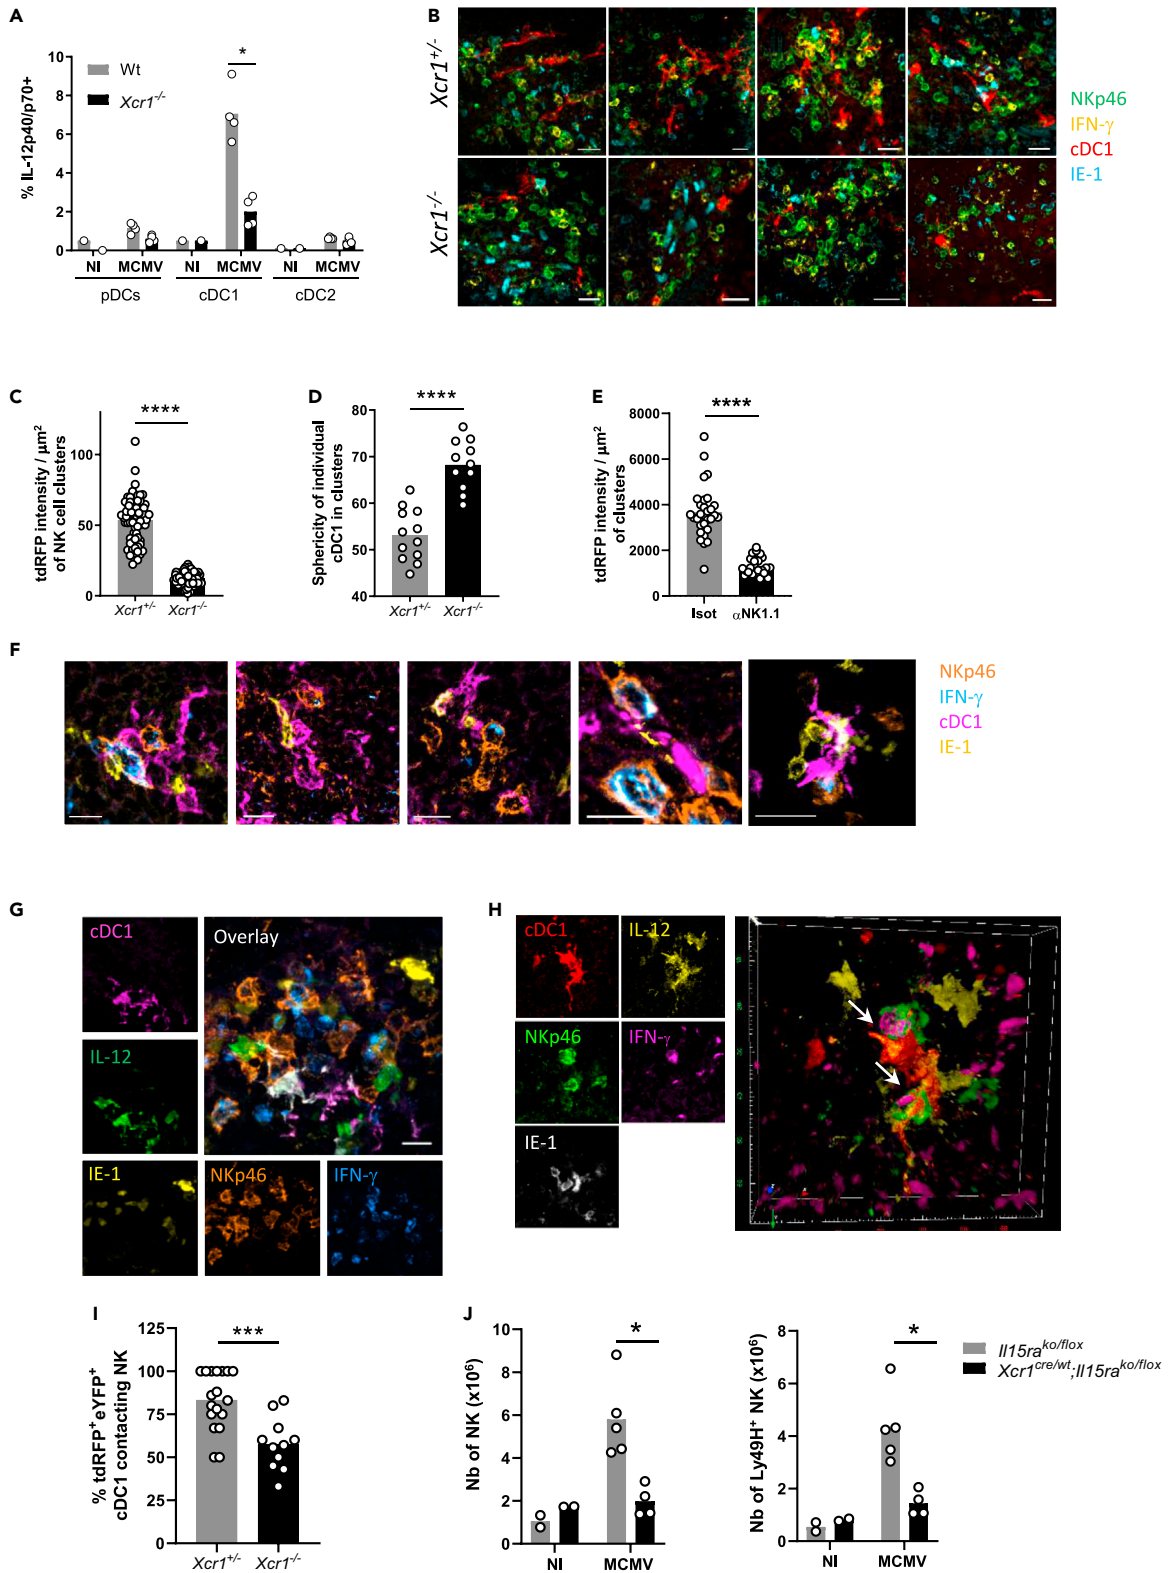 A
% IL-12p40/p70+
10
8
6
4
2
0
Wt
Xcr1-/-
*
NI MCMV NI MCMV NI MCMV
pDCs cDC1 cDC2
B
Xcr1+/-
Xcr1-/-
NKp46
IFN-γ
cDC1
IE-1
C
tdRFP intensity / µm²
of NK cell clusters
100
50
0
****
Xcr1+/- Xcr1-/-
D
Sphericity of individual
cDC1 in clusters
80
70
60
50
40
****
Xcr1+/- Xcr1-/-
E
tdRFP intensity / µm²
of clusters
8000
6000
4000
2000
0
****
Isot αNK1.1
F
NKp46
IFN-γ
cDC1
IE-1
G
cDC1
Overlay
IL-12
IE-1
NKp46
IFN-γ
H
cDC1
IL-12
NKp46
IFN-γ
IE-1
I
% tdRFP+ eYFP+
cDC1 contacting NK
125
100
75
50
25
0
***
Xcr1+/- Xcr1-/-
J
Nb of NK (x10⁶)
10
8
6
4
2
0
*
NI MCMV
Nb of Ly49H+ NK (x10⁶)
8
6
4
2
0
*
NI MCMV
Il15ra^ko/flox
Xcr1^cre/wt;Il15ra^ko/flox